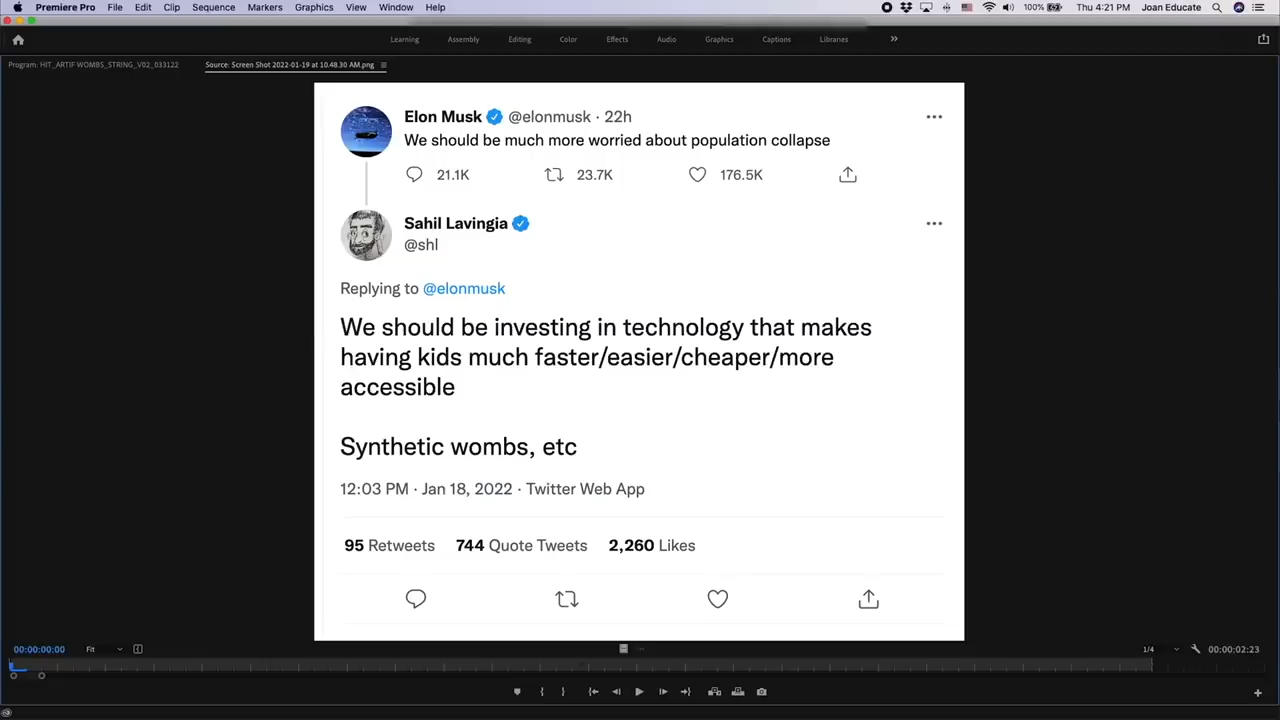 Premiere Pro File Edit Clip Sequence Markers Graphics View Window Help 100% Thu 4:21 PM Joan Educate
Learning Assembly Editing Color Effects Audio Graphics Captions Libraries »
Program: HIT_ARTIF WOMBS_STRING_V02_033122 Source: Screen Shot 2022-01-19 at 10.48.30 AM.png
Elon Musk @elonmusk · 22h
We should be much more worried about population collapse
21.1K 23.7K 176.5K
Sahil Lavingia
@shl
Replying to @elonmusk
We should be investing in technology that makes
having kids much faster/easier/cheaper/more
accessible
Synthetic wombs, etc
12:03 PM · Jan 18, 2022 · Twitter Web App
95 Retweets 744 Quote Tweets 2,260 Likes
00:00:00:00 Fit 1/4 00:00:02:23